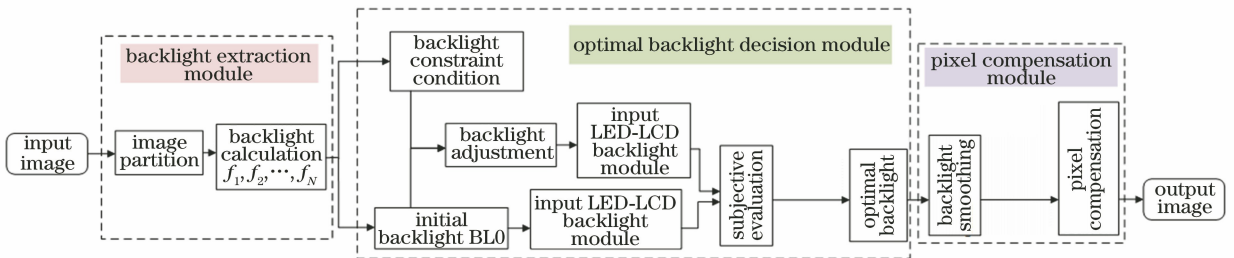 input
image
backlight extraction
module
image
partition
backlight
calculation
f₁, f₂, ⋯, f_N
backlight
constraint
condition
optimal backlight decision module
backlight
adjustment
input
LED-LCD
backlight
module
initial
backlight BL0
input LED-LCD
backlight
module
subjective
evaluation
optimal
backlight
pixel compensation
module
backlight
smoothing
pixel
compensation
output
image